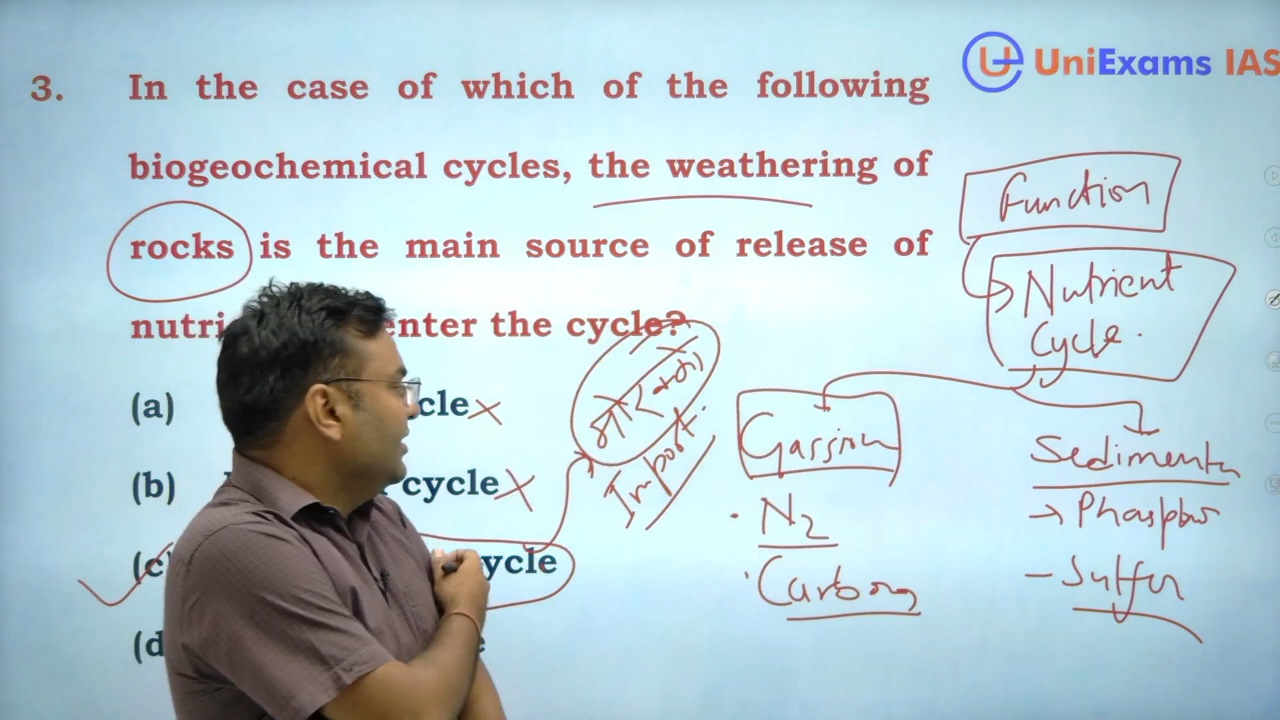 3. In the case of which of the following
biogeochemical cycles, the weathering of
rocks is the main source of release of
nutri enter the cycle?
(a) cle
(b) cycle
(c) ycle
(d
UniExams IAS
Function
Nutrient
Cycle.
Gassion
N2
Carbon
Sedimenta
Phasphor
Sulfur
Import.